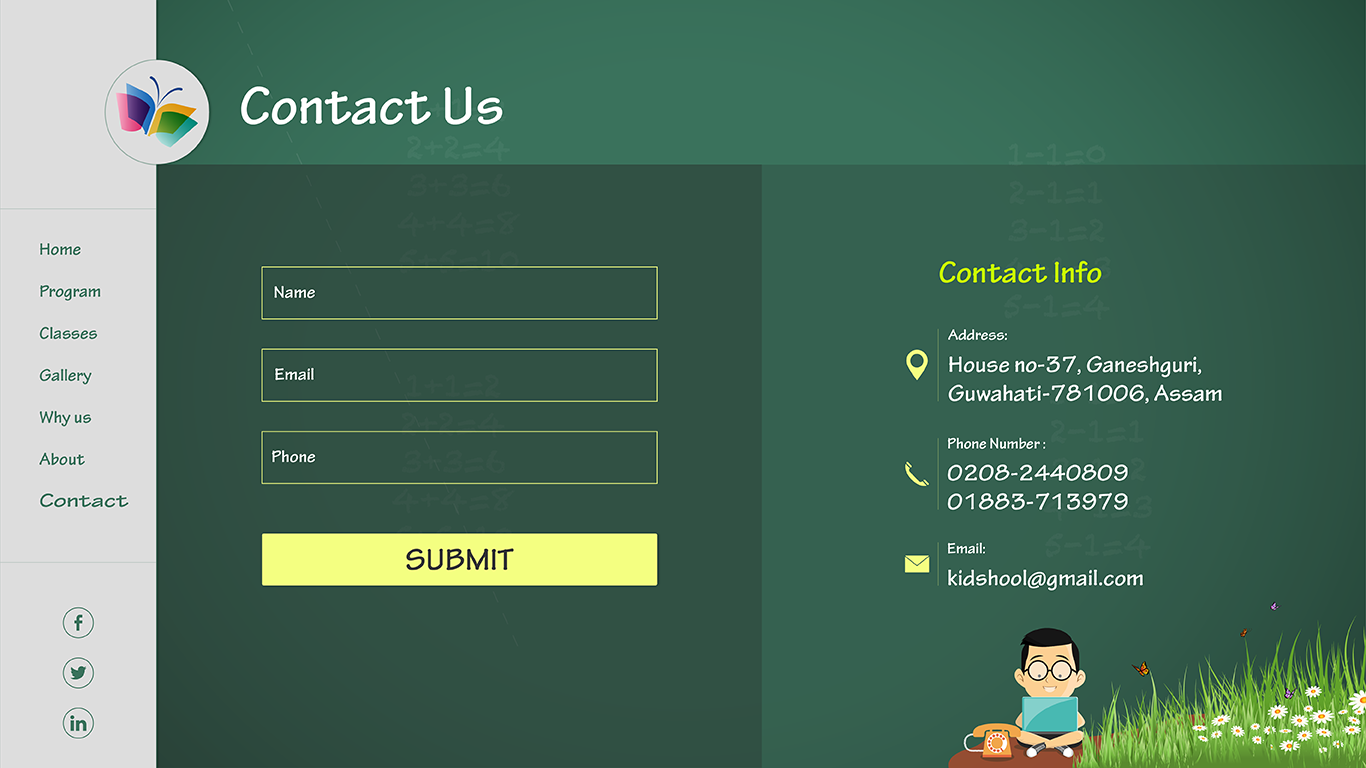 Contact Us
Home
Program
Classes
Gallery
Why us
About
Contact
f
in
2+2=4
3+3=6
4+4=8
5+5=10
Name
Email
1+1=2
2+2=4
Phone
3+3=6
4+4=8
SUBMIT
1-1=0
2-1=1
3-1=2
Contact Info
5-1=4
Address:
House no-37, Ganeshguri,
Guwahati-781006, Assam
2-1=1
Phone Number :
0208-2440809
01883-713979
5-1=4
Email:
kidshool@gmail.com